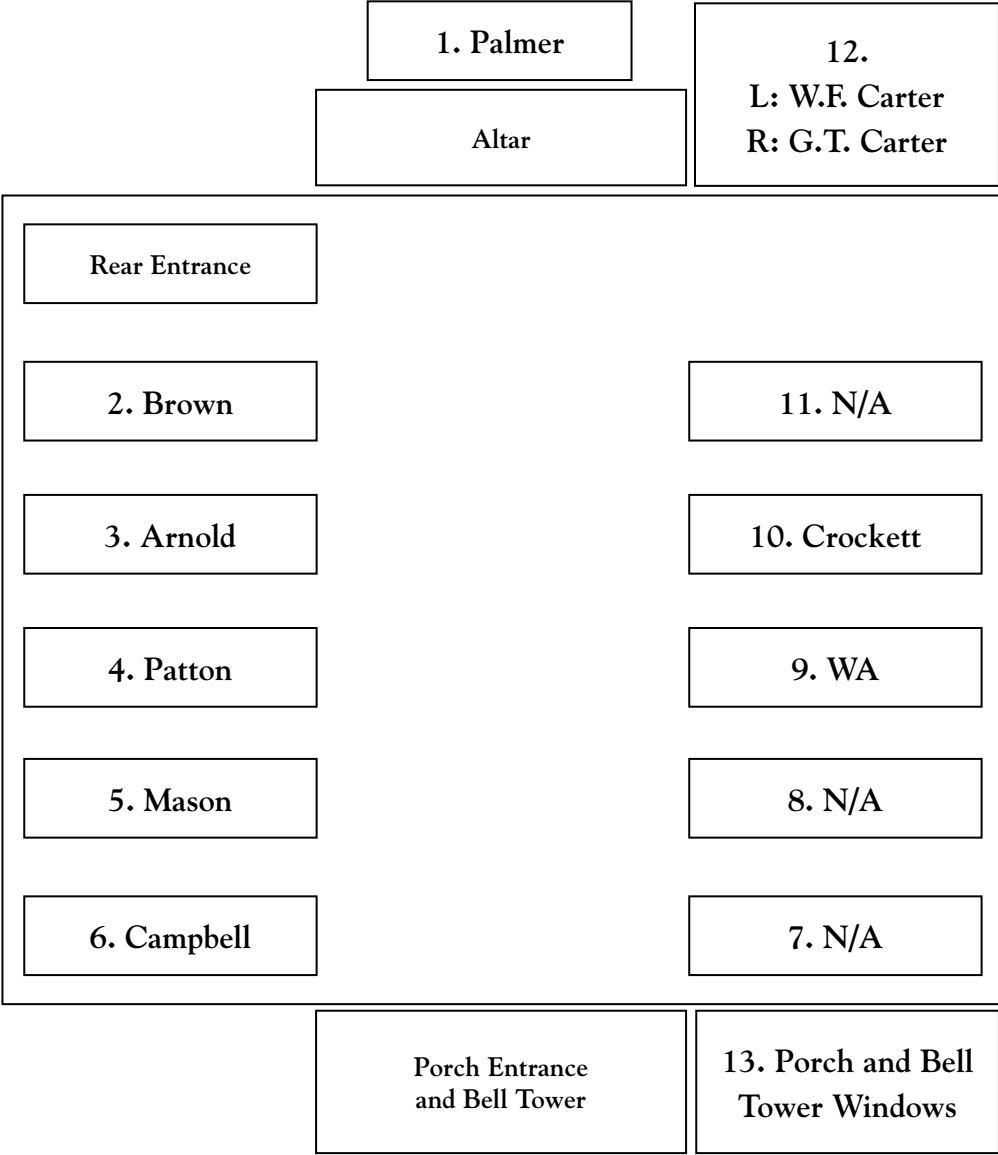 1. Palmer
12.
L: W.F. Carter
R: G.T. Carter
Altar
Rear Entrance
2. Brown
11. N/A
3. Arnold
10. Crockett
4. Patton
9. WA
5. Mason
8. N/A
6. Campbell
7. N/A
Porch Entrance
and Bell Tower
13. Porch and Bell
Tower Windows